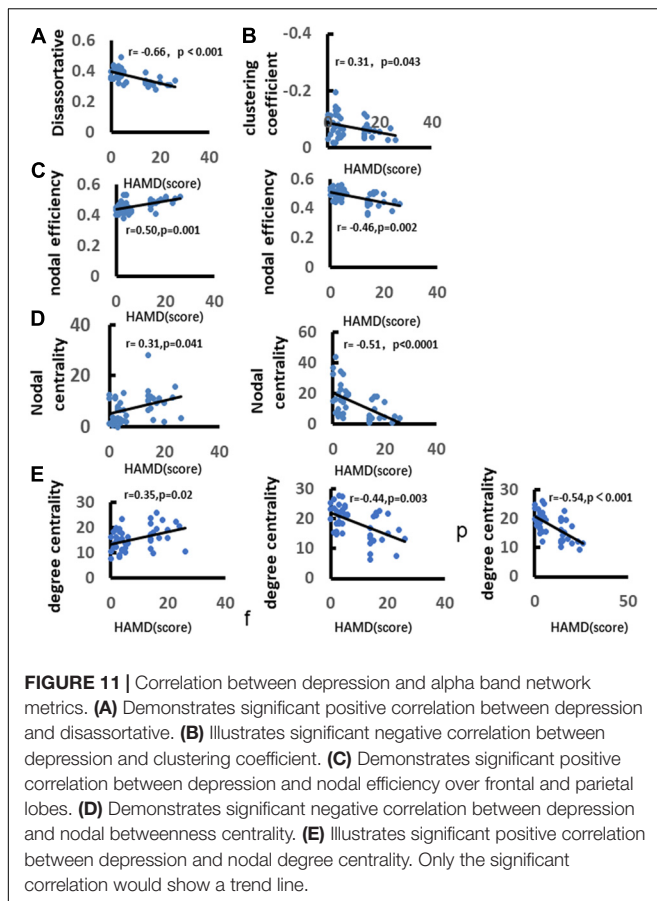 A
0.6
0.4
0.2
0
Disassortative
r= -0.66, p < 0.001
0
20
40
HAMD(score)
B
-0.4
-0.2
0
clustering
coefficient
r= 0.31, p=0.043
0
20
40
HAMD(score)
C
0.6
0.4
0.2
0
nodal efficiency
r=0.50,p=0.001
0
20
40
HAMD(score)
0.6
0.4
0.2
0
nodal efficiency
r= -0.46,p=0.002
0
20
40
HAMD(score)
D
40
20
0
Nodal
centrality
r= 0.31,p=0.041
0
20
40
HAMD(score)
60
40
20
0
Nodal
centrality
r= -0.51, p<0.0001
0
20
40
HAMD(score)
E
30
20
10
0
degree centrality
r=0.35,p=0.02
0
20
40
HAMD(score)
f
30
20
10
0
degree centrality
r=-0.44,p=0.003
0
20
40
HAMD(score)
p
30
20
10
0
degree centrality
r=-0.54,p < 0.001
0
50
HAMD(score)
FIGURE 11 | Correlation between depression and alpha band network
metrics. (A) Demonstrates significant positive correlation between depression
and disassortative. (B) Illustrates significant negative correlation between
depression and clustering coefficient. (C) Demonstrates significant positive
correlation between depression and nodal efficiency over frontal and parietal
lobes. (D) Demonstrates significant negative correlation between depression
and nodal betweenness centrality. (E) Illustrates significant positive correlation
between depression and nodal degree centrality. Only the significant
correlation would show a trend line.